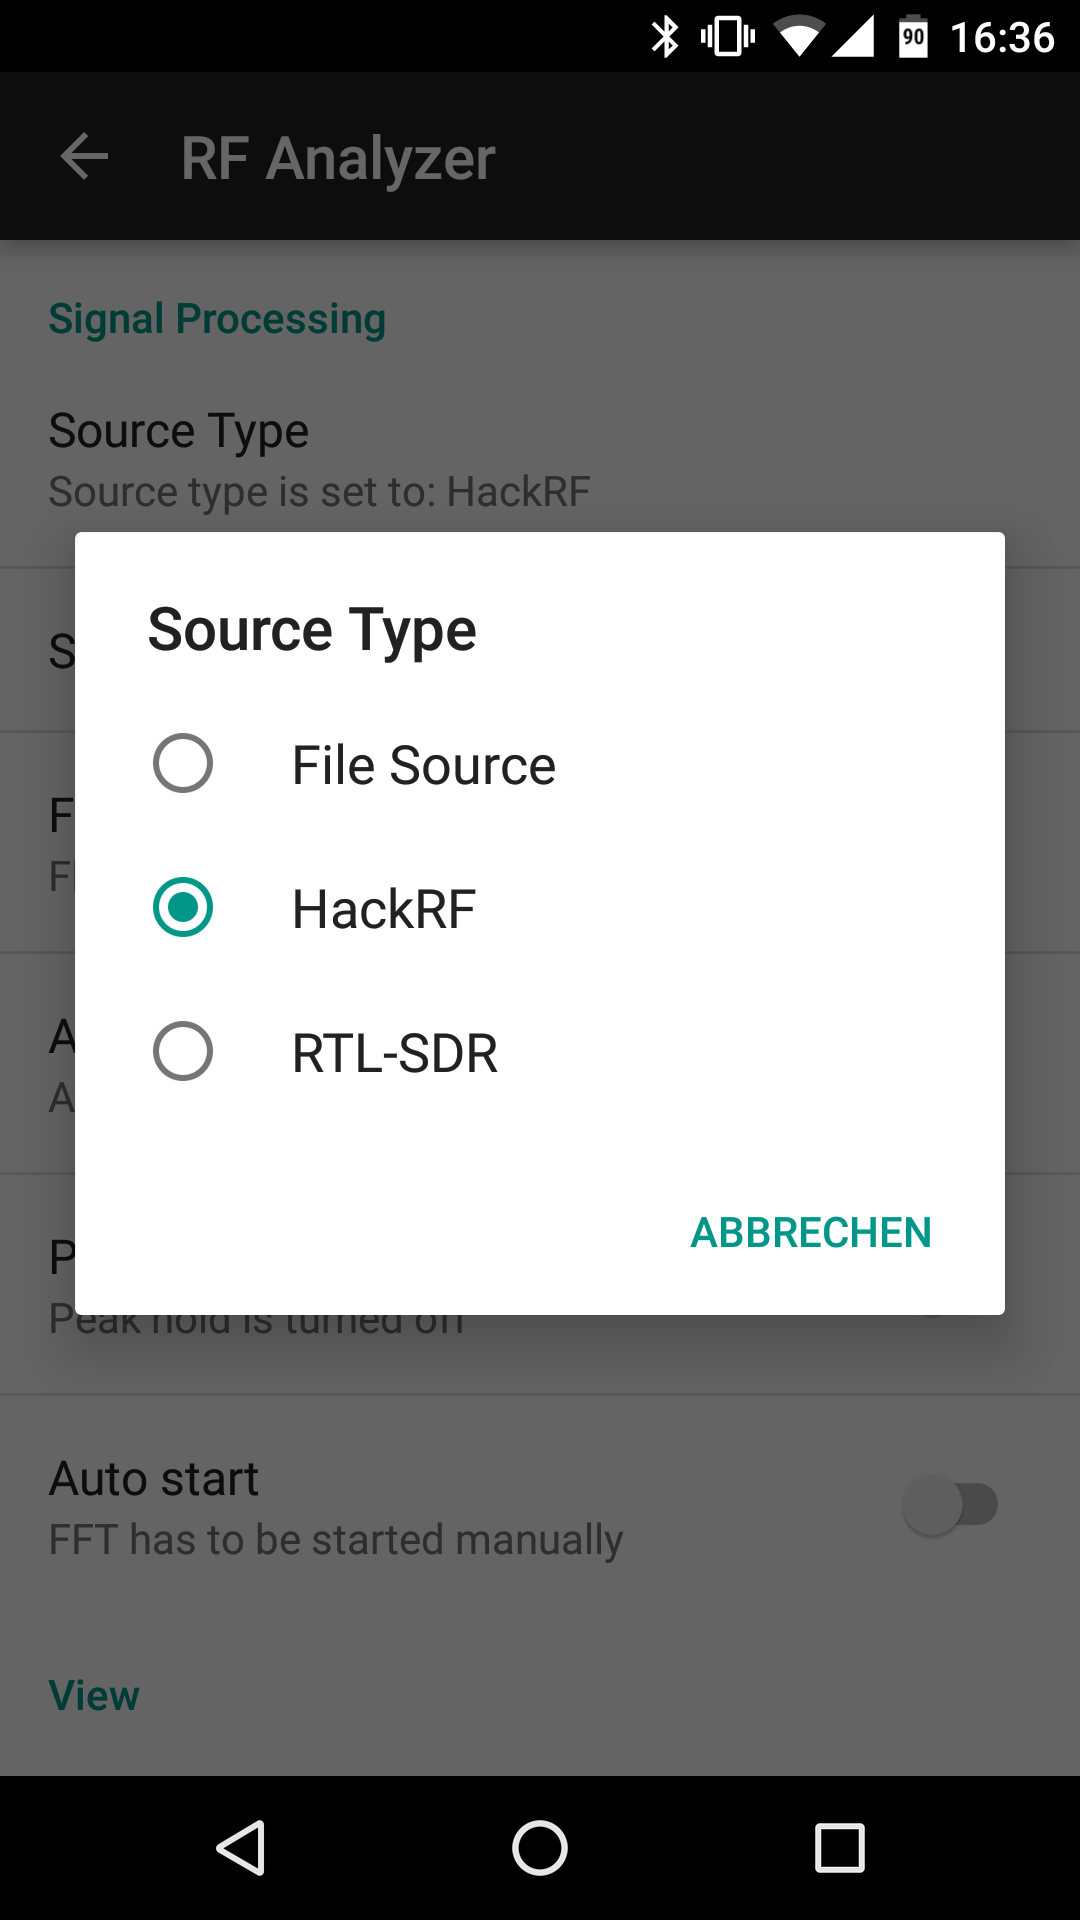 90 16:36
RF Analyzer
Signal Processing
Source Type
Source type is set to: HackRF
Source Type
File Source
HackRF
RTL-SDR
ABBRECHEN
Peak hold is turned off
Auto start
FFT has to be started manually
View